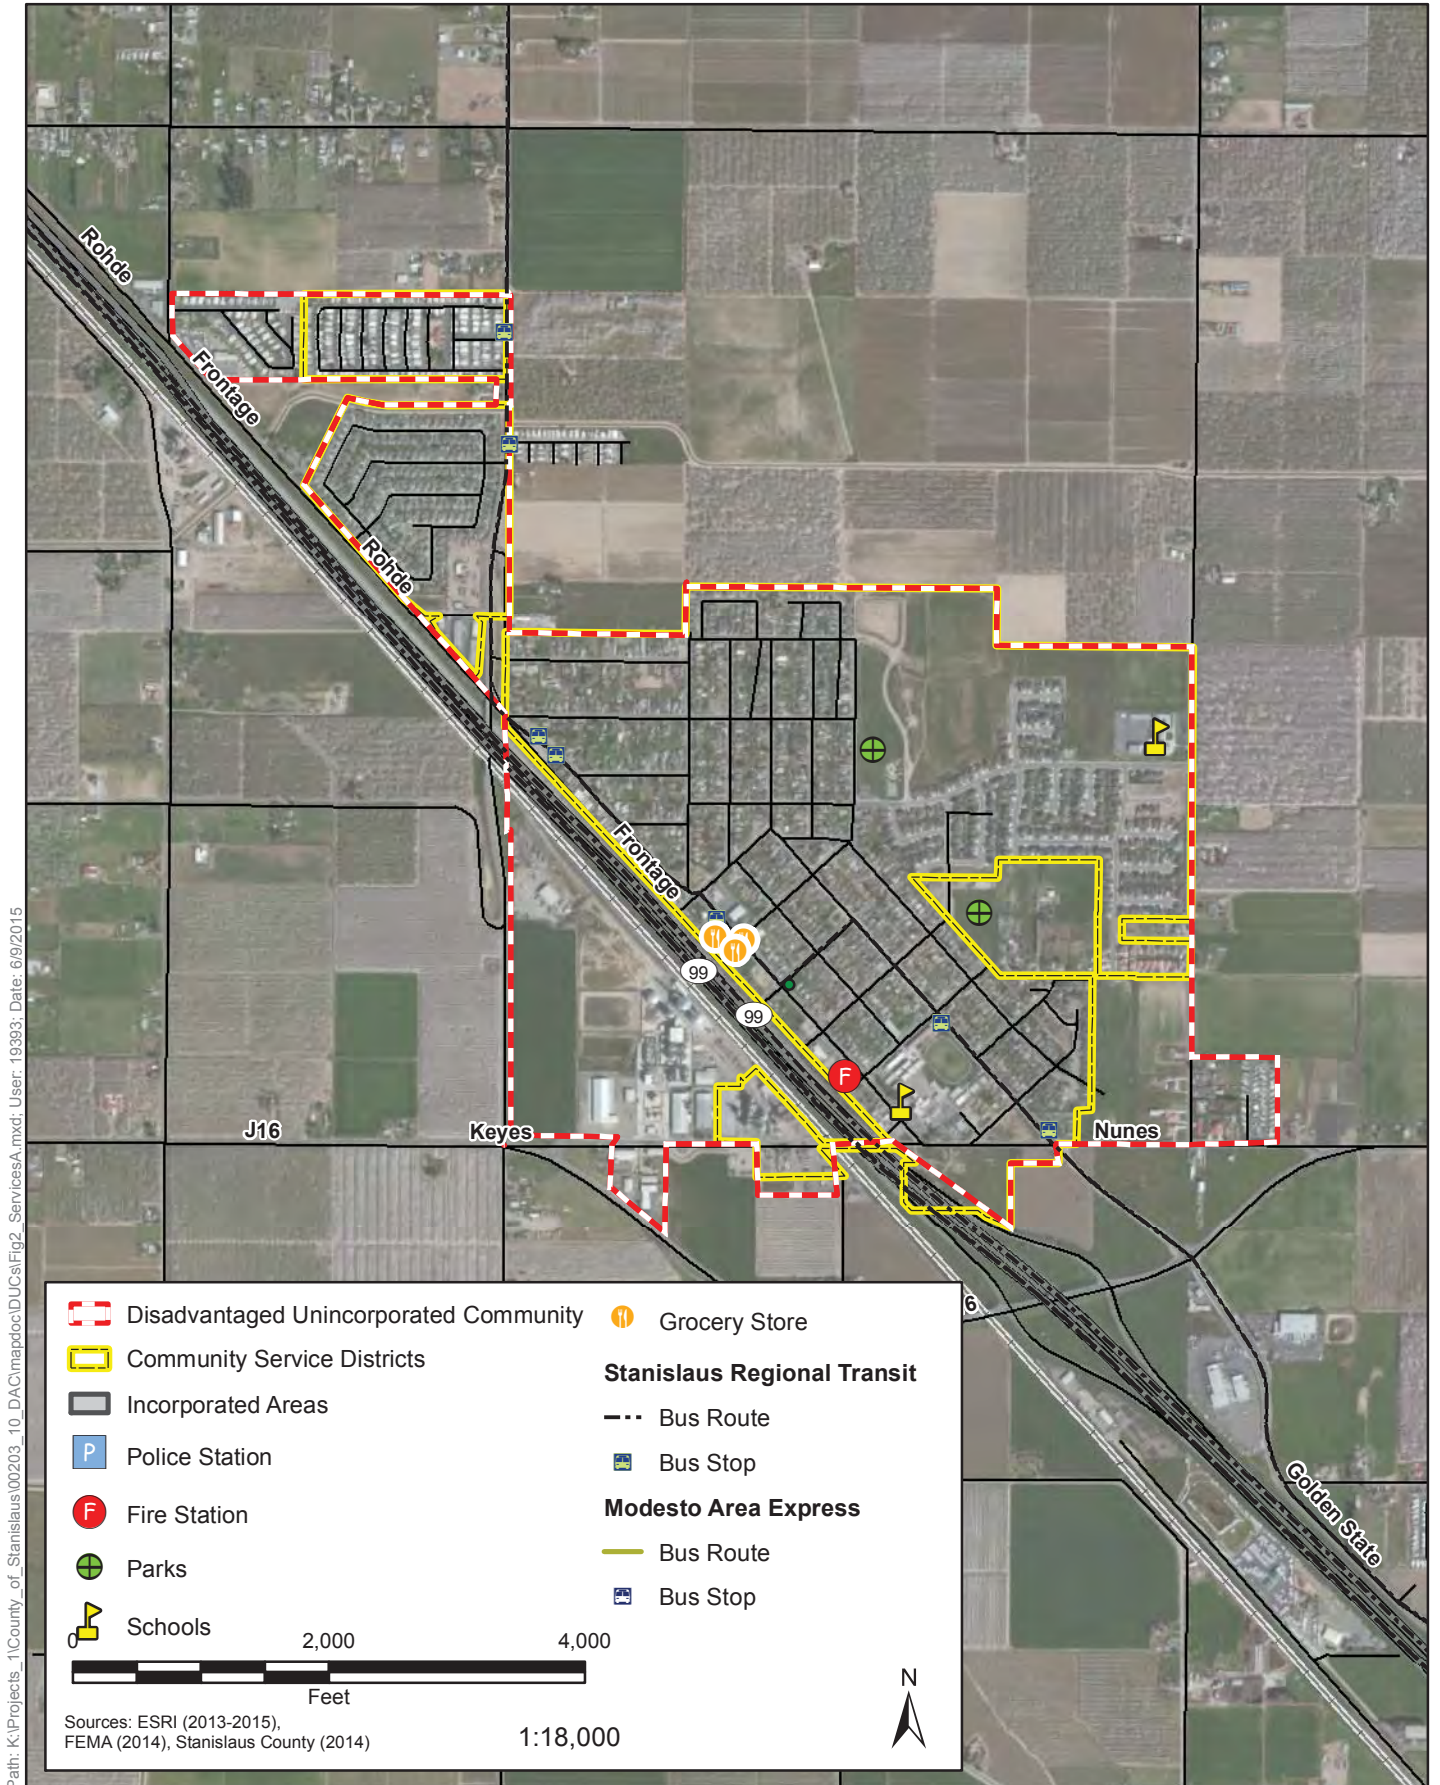 Rohde
Frontage
Rohde
Frontage
99
99
F
J16
Keyes
Nunes
6
Golden State
Disadvantaged Unincorporated Community
Community Service Districts
Incorporated Areas
P Police Station
F Fire Station
Parks
Schools
Grocery Store
Stanislaus Regional Transit
Bus Route
Bus Stop
Modesto Area Express
Bus Route
Bus Stop
0 2,000 4,000
Feet
Sources: ESRI (2013-2015),
FEMA (2014), Stanislaus County (2014)
1:18,000
N
Path: K:\Projects_1\County_of_Stanislaus\00203_10_DAC\mapdoc\DUCs\Fig2_ServicesA.mxd; User: 19393; Date: 6/9/2015